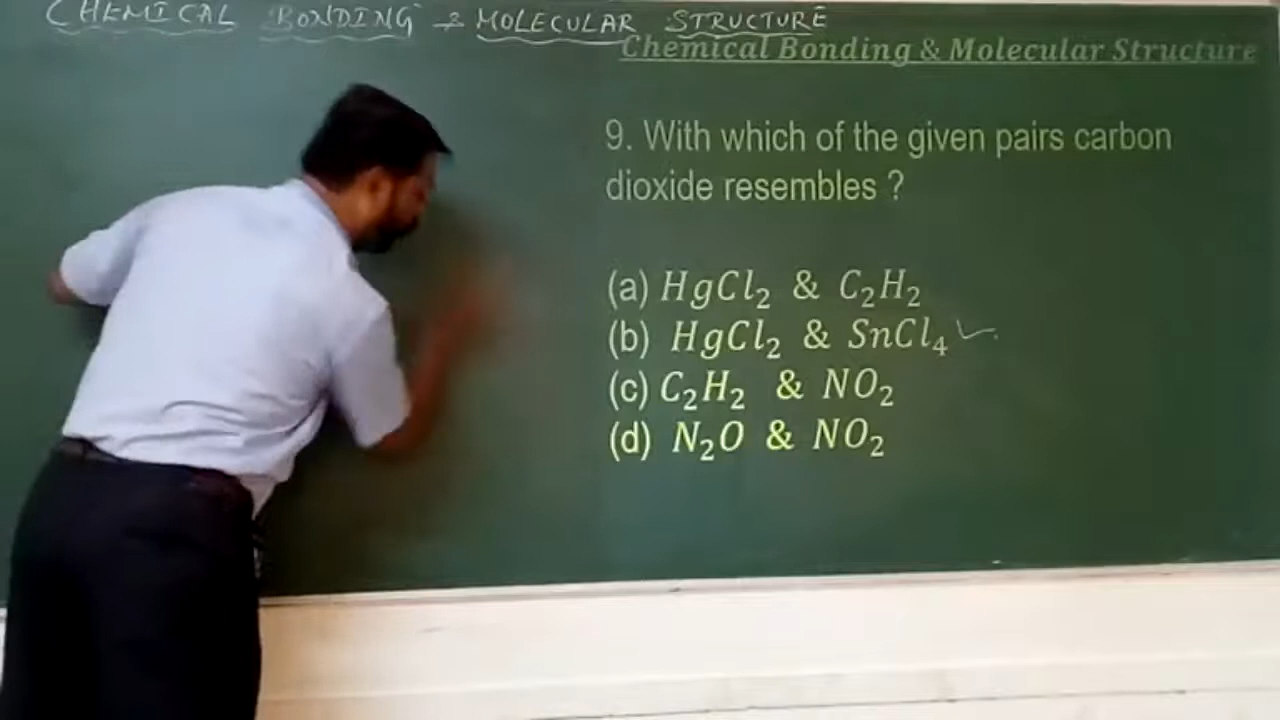 CHEMICAL BONDING & MOLECULAR STRUCTURE
Chemical Bonding & Molecular Structure
9. With which of the given pairs carbon
dioxide resembles ?
(a) HgCl₂ & C₂H₂
(b) HgCl₂ & SnCl₄ ✓
(c) C₂H₂ & NO₂
(d) N₂O & NO₂